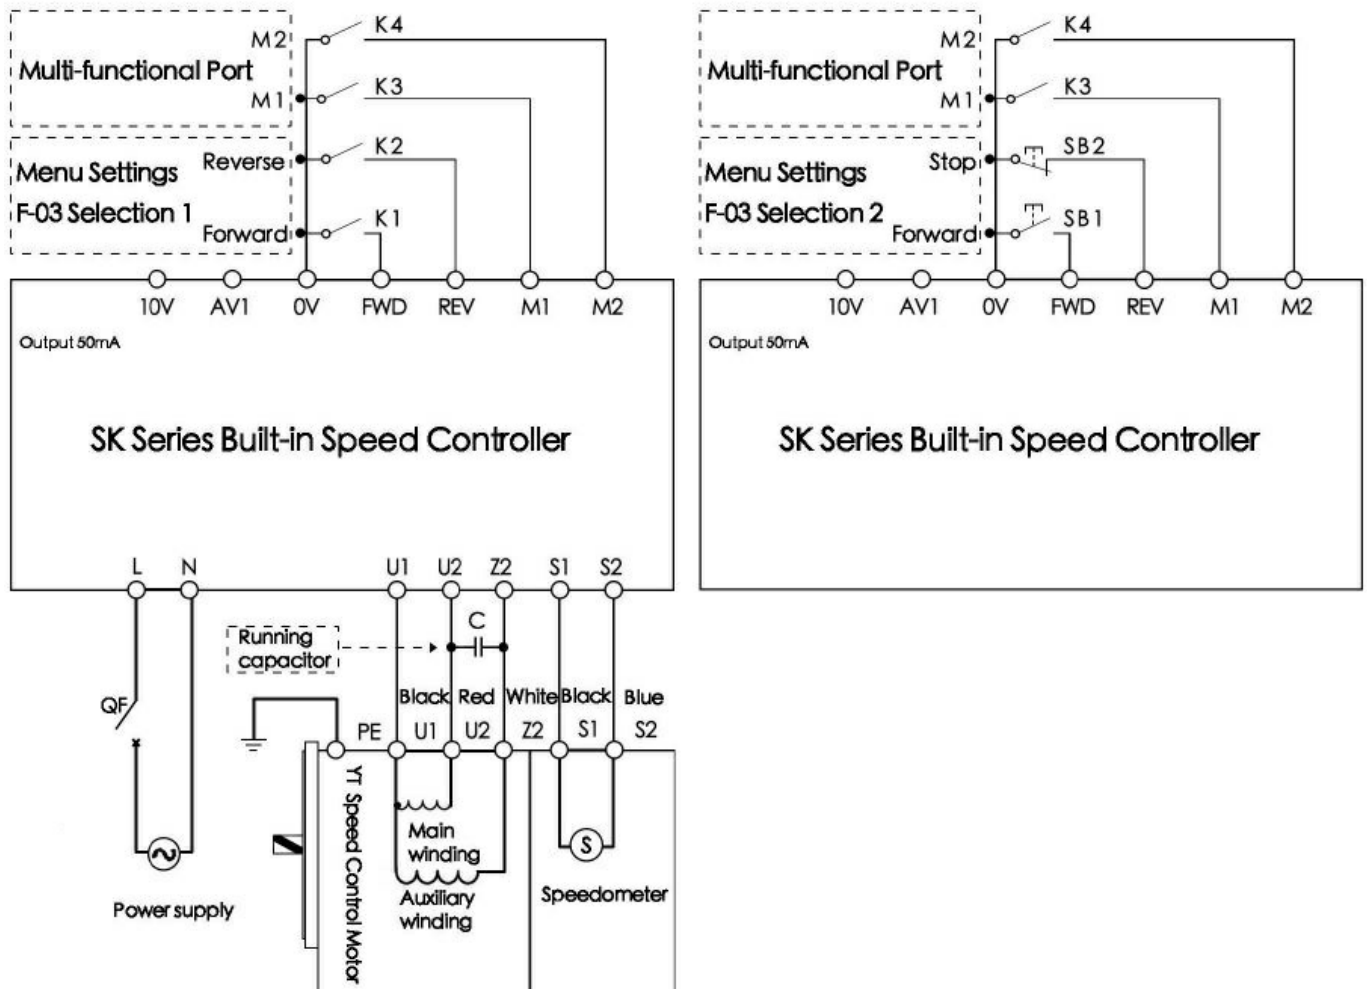 M2 K4
Multi-functional Port
M1 K3
Reverse K2
Menu Settings
F-03 Selection 1
Forward K1
10V AV1 0V FWD REV M1 M2
Output 50mA
SK Series Built-in Speed Controller
L N U1 U2 Z2 S1 S2
C
Running
capacitor
QF
Black Red White Black Blue
PE U1 U2 Z2 S1 S2
YT Speed Control Motor
Main
winding
Auxiliary
winding
S
Speedometer
Power supply
M2 K4
Multi-functional Port
M1 K3
Stop SB2
Menu Settings
F-03 Selection 2
Forward SB1
10V AV1 0V FWD REV M1 M2
Output 50mA
SK Series Built-in Speed Controller